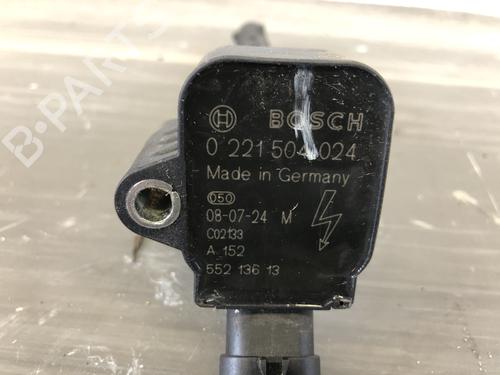 BOSCH
0 221 504 024
Made in Germany
050
08-07-24 M
C02133
A 152
552 136 13
B-PARTS